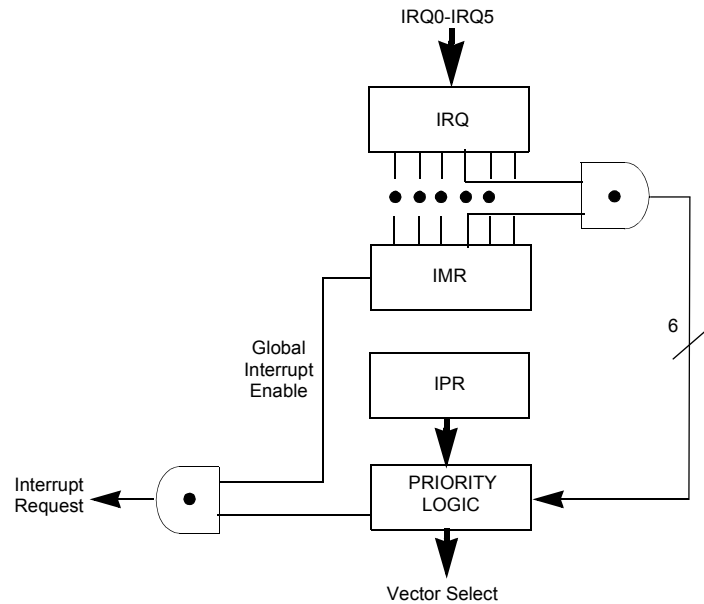 IRQ0-IRQ5
IRQ
IMR
6
Global
Interrupt
Enable
IPR
PRIORITY
LOGIC
Interrupt
Request
Vector Select